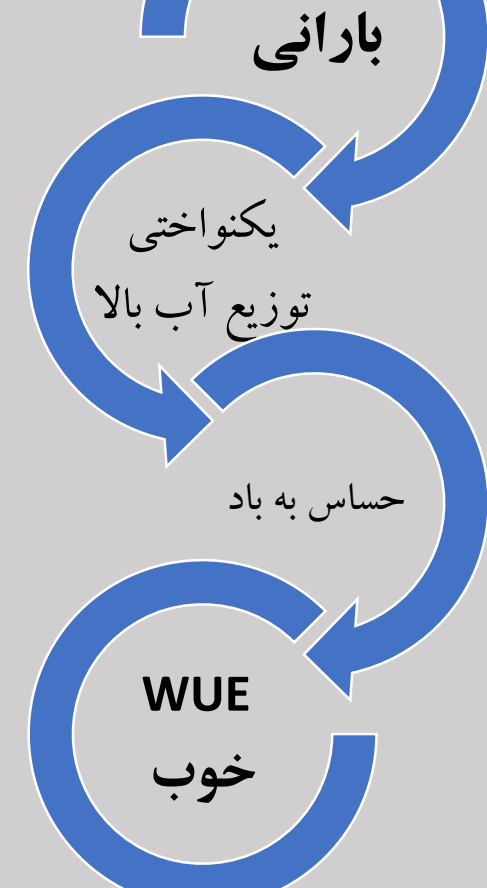 بارانی
یکنواختی
توزیع آب بالا
حساس به باد
WUE
خوب